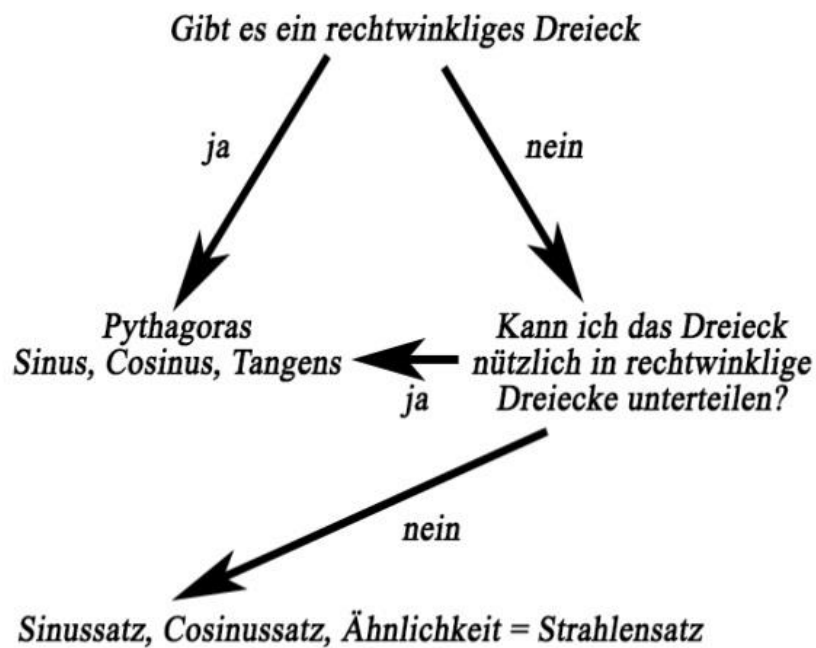 Gibt es ein rechtwinkliges Dreieck
ja
nein
Pythagoras
Sinus, Cosinus, Tangens
Kann ich das Dreieck
nützlich in rechtwinklige
Dreiecke unterteilen?
ja
nein
Sinussatz, Cosinussatz, Ähnlichkeit = Strahlensatz